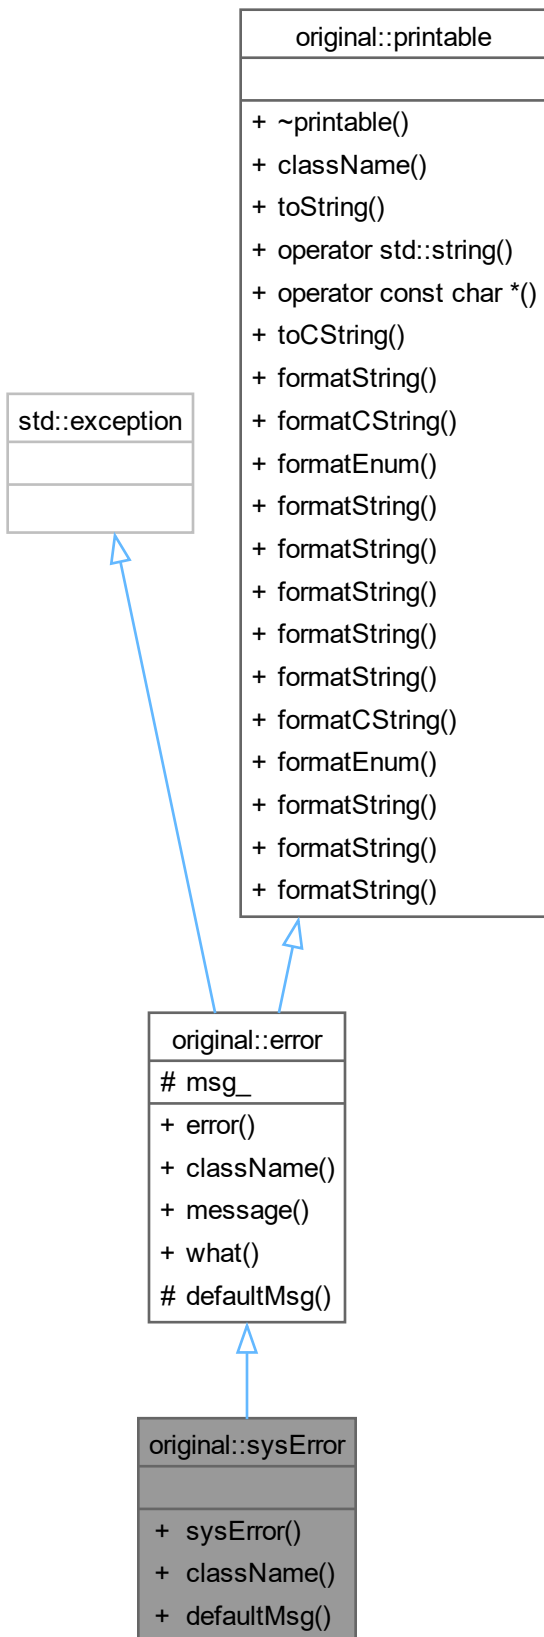 original::printable
+ ~printable()
+ className()
+ toString()
+ operator std::string()
+ operator const char *()
+ toCString()
+ formatString()
+ formatCString()
+ formatEnum()
+ formatString()
+ formatString()
+ formatString()
+ formatString()
+ formatString()
+ formatCString()
+ formatEnum()
+ formatString()
+ formatString()
+ formatString()
std::exception
original::error
# msg_
+ error()
+ className()
+ message()
+ what()
# defaultMsg()
original::sysError
+ sysError()
+ className()
+ defaultMsg()